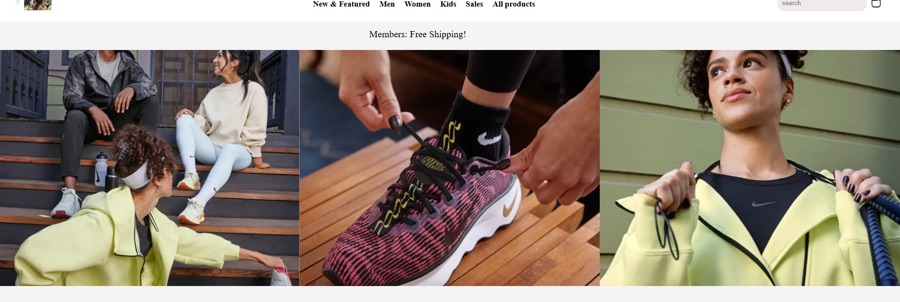 New & Featured Men Women Kids Sales All products
search
Members: Free Shipping!